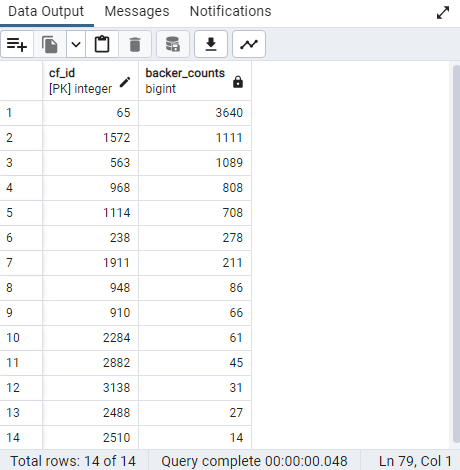 Data Output Messages Notifications
cf_id backer_counts
[PK] integer bigint
1 65 3640
2 1572 1111
3 563 1089
4 968 808
5 1114 708
6 238 278
7 1911 211
8 948 86
9 910 66
10 2284 61
11 2882 45
12 3138 31
13 2488 27
14 2510 14
Total rows: 14 of 14 Query complete 00:00:00.048 Ln 79, Col 1